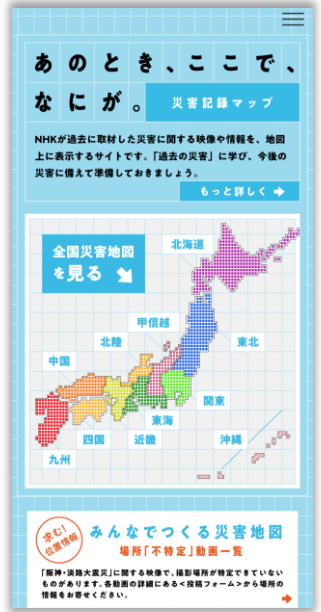 あのとき、ここで、
なにが。
災害記録マップ
NHKが過去に取材した災害に関する映像や情報を、地図
上に表示するサイトです。「過去の災害」に学び、今後の
災害に備えて準備しておきましょう。
もっと詳しく
全国災害地図
を見る
北海道
甲信越
北陸
東北
中国
関東
東海
四国
近畿
沖縄
九州
求む!
位置情報
みんなでつくる災害地図
場所「不特定」動画一覧
「阪神・淡路大震災」に関する映像で、撮影場所が特定できていない
ものがあります。各動画の詳細にある<投稿フォーム>から場所の
情報をお寄せください。